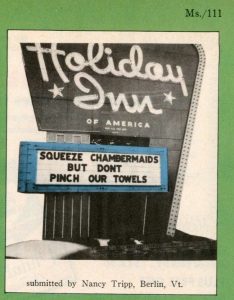 Ms./111
Holiday
Inn
OF AMERICA
SQUEEZE CHAMBERMAIDS
BUT DONT
PINCH OUR TOWELS
submitted by Nancy Tripp, Berlin, Vt.